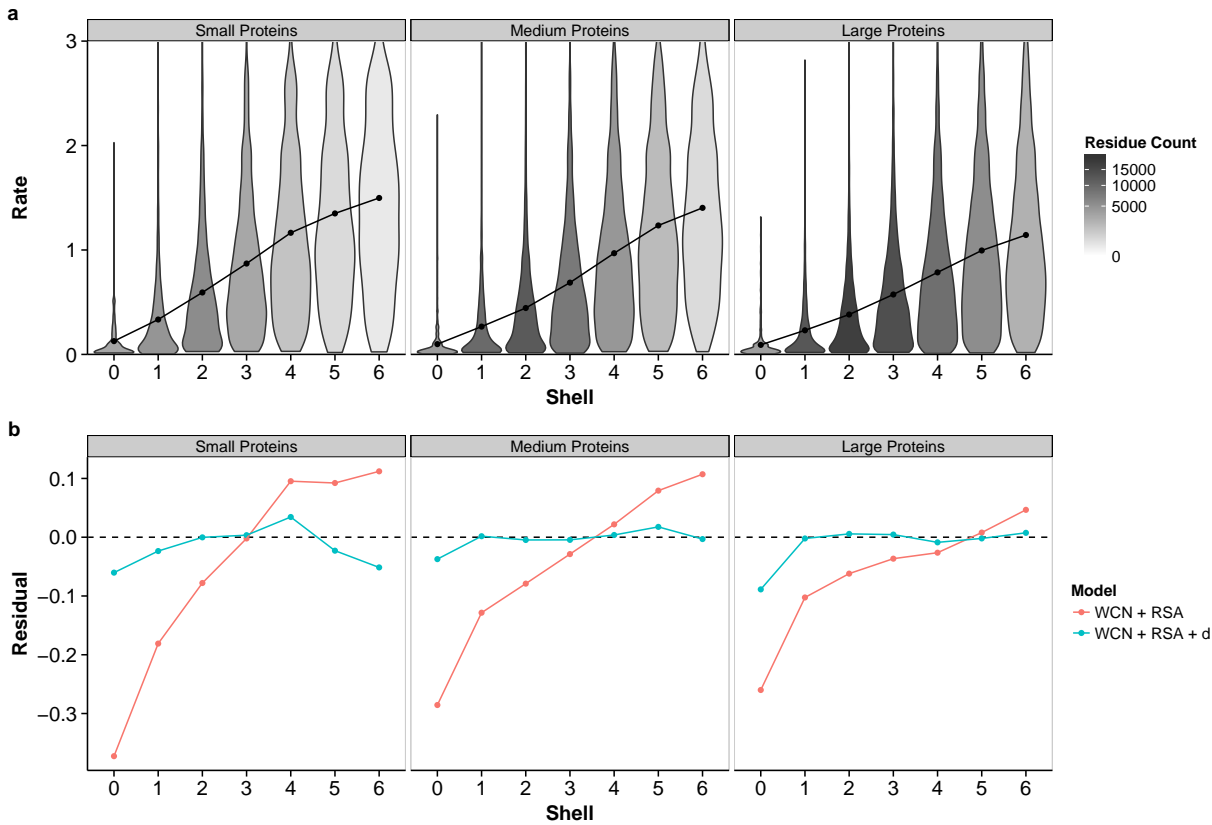 a
Small Proteins Medium Proteins Large Proteins
3
2
1
0
Rate
0 1 2 3 4 5 6 0 1 2 3 4 5 6 0 1 2 3 4 5 6
Shell
Residue Count
15000
10000
5000
0
b
Small Proteins Medium Proteins Large Proteins
0.1
0.0
−0.1
−0.2
−0.3
Residual
0 1 2 3 4 5 6 0 1 2 3 4 5 6 0 1 2 3 4 5 6
Shell
Model
WCN + RSA
WCN + RSA + d